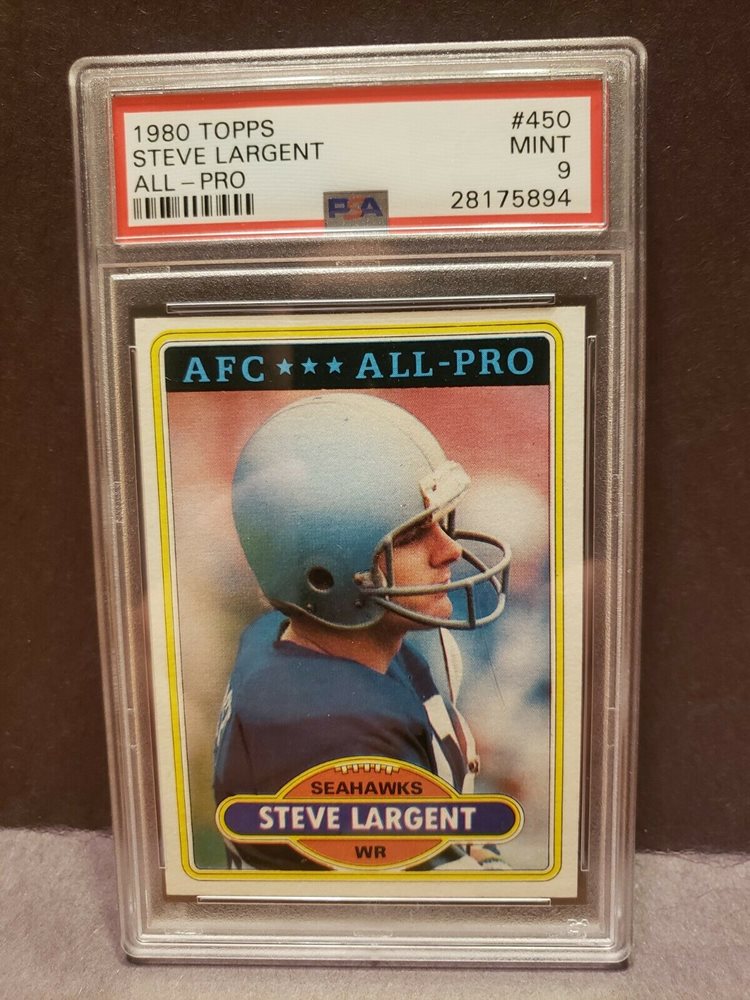 1980 TOPPS #450
STEVE LARGENT MINT
ALL-PRO 9
PSA 28175894
AFC ★★★ ALL-PRO
SEAHAWKS
STEVE LARGENT
WR